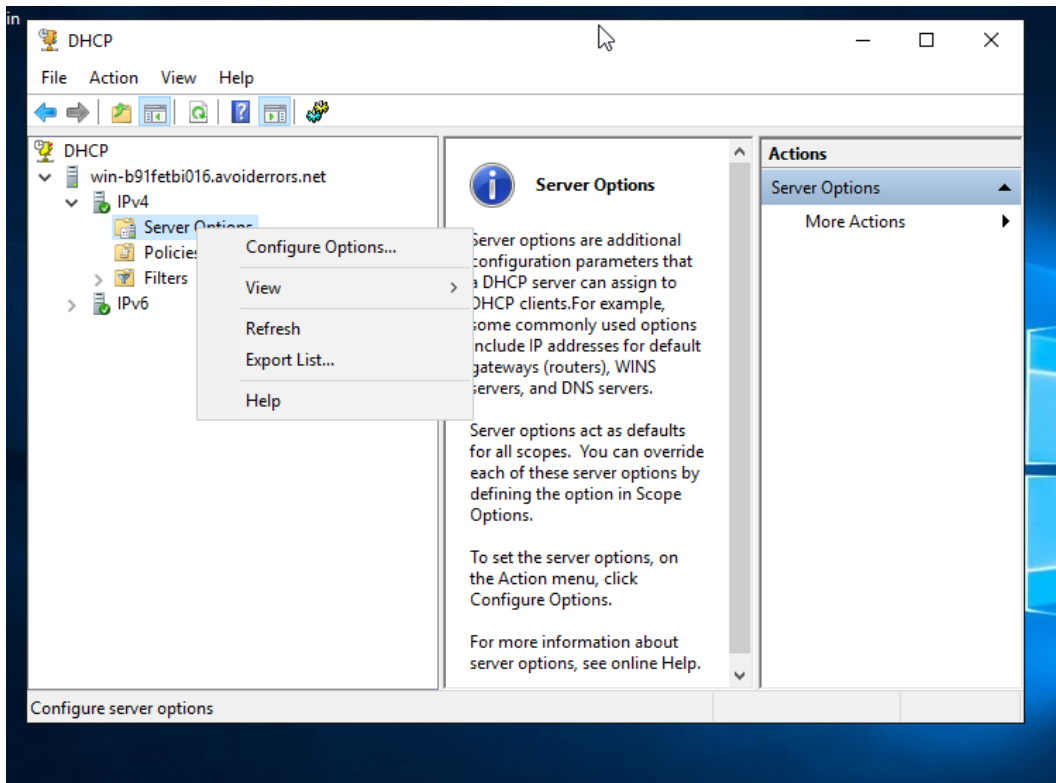 in
DHCP
File Action View Help
DHCP
win-b91fetbi016.avoiderrors.net
IPv4
Server Options
Policies
Filters
IPv6
Configure Options...
View
Refresh
Export List...
Help
Server Options
Server options are additional
configuration parameters that
a DHCP server can assign to
DHCP clients.For example,
some commonly used options
include IP addresses for default
gateways (routers), WINS
servers, and DNS servers.
Server options act as defaults
for all scopes. You can override
each of these server options by
defining the option in Scope
Options.
To set the server options, on
the Action menu, click
Configure Options.
For more information about
server options, see online Help.
Actions
Server Options
More Actions
Configure server options